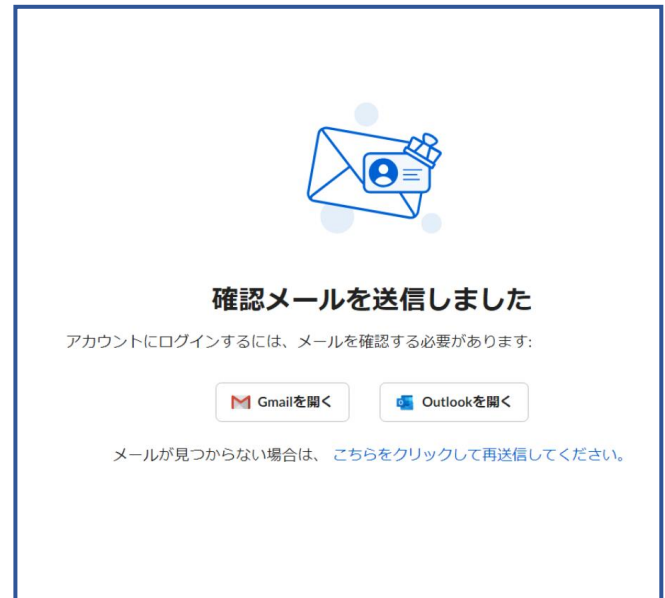 確認メールを送信しました
アカウントにログインするには、メールを確認する必要があります:
Gmailを開く
Outlookを開く
メールが見つからない場合は、 こちらをクリックして再送信してください。